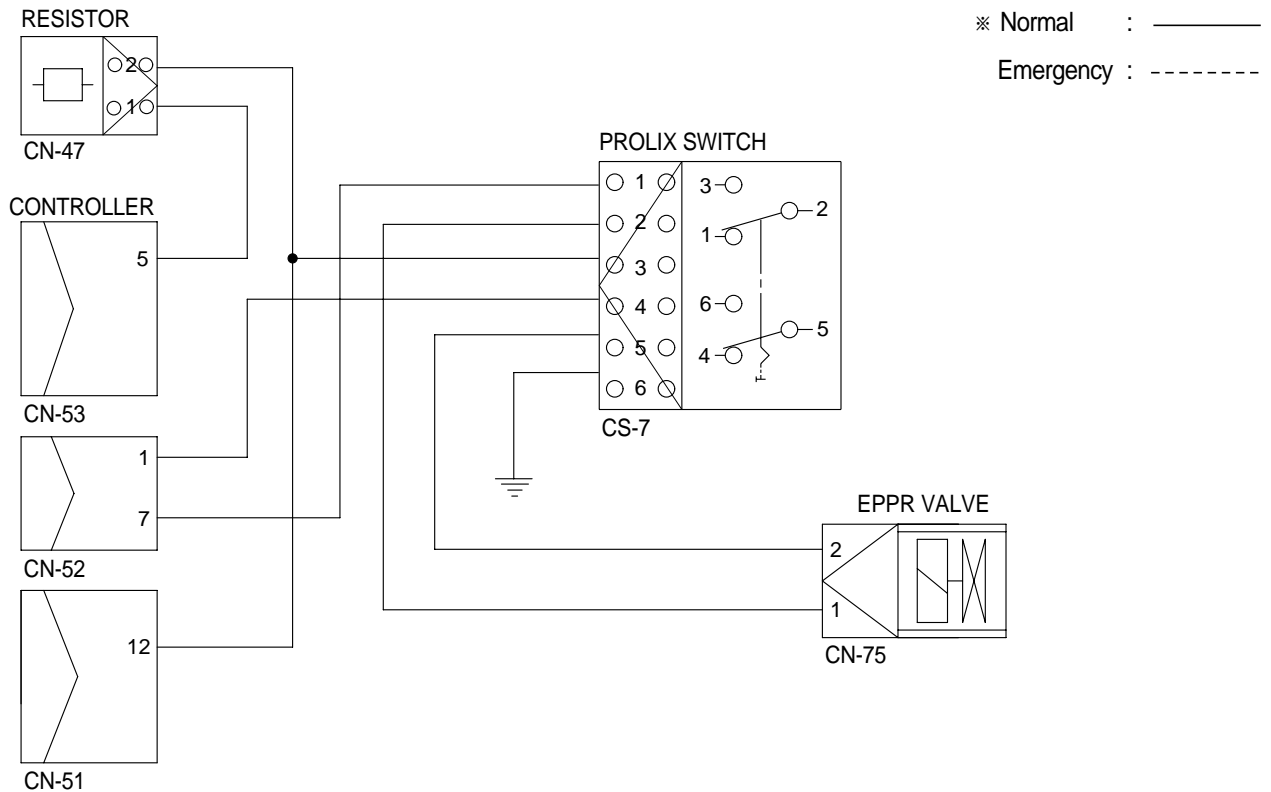 RESISTOR
2
1
CN-47
※ Normal :
Emergency :
CONTROLLER
5
CN-53
1
7
CN-52
12
CN-51
PROLIX SWITCH
1
2
3
4
5
6
3
2
1
6
5
4
CS-7
EPPR VALVE
2
1
CN-75